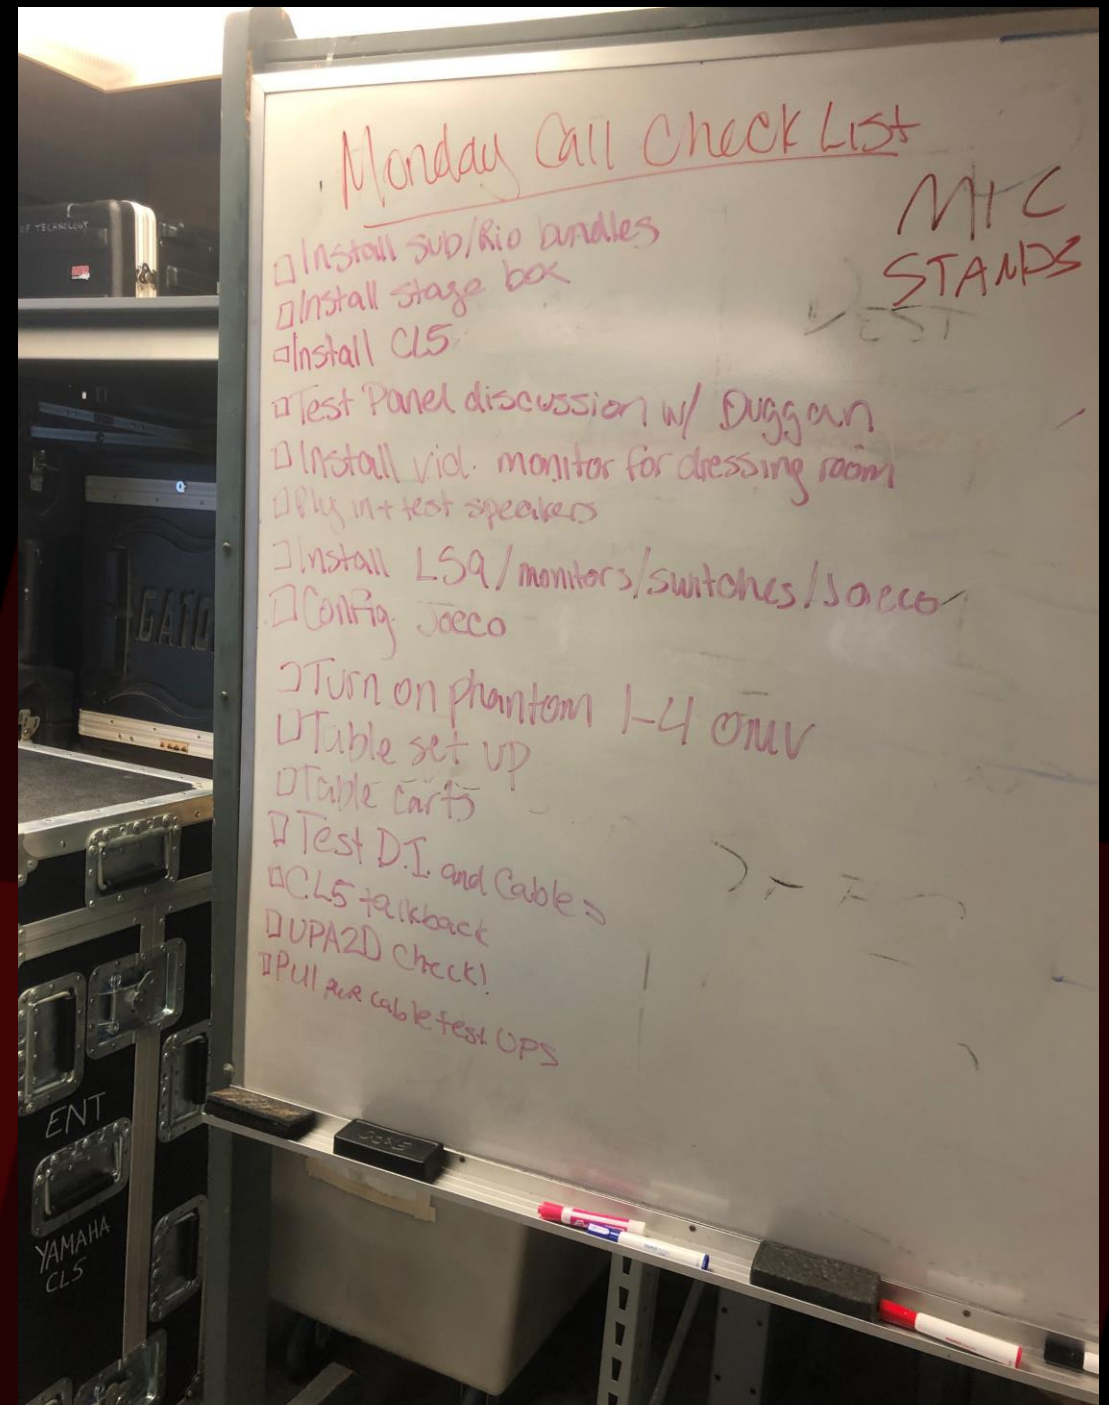 Monday Call Check List
MIC
STANDS
Install Sub/Rio bundles
Install stage box
Install CL5
Test Panel discussion w/ Duggan
Install vid. monitor for dressing room
Plug in + test speakers
Install LS9/monitors/switches/Joeco
Config. Joeco
Turn on phantom 1-4
Table set up
Table carts
Test D.I. and Cables
CL5 talkback
UPA2D Check!
Pull cable test UPS
OF TECHNOLOGY
ENT
YAMAHA
CL5